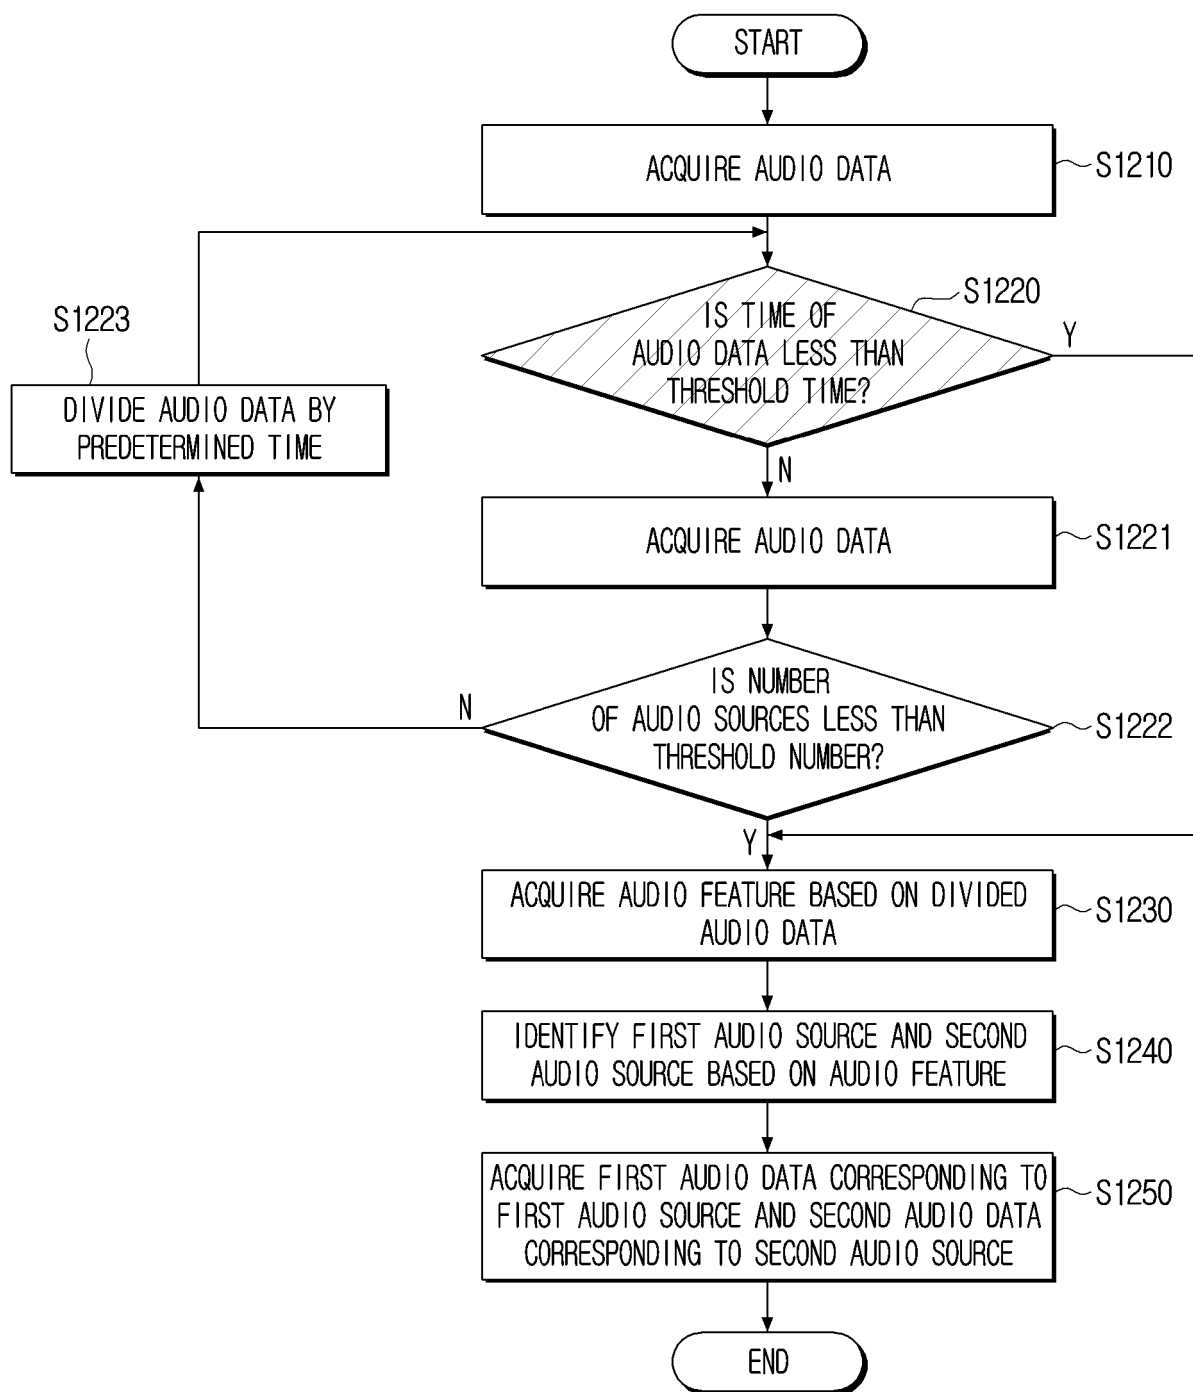 START
ACQUIRE AUDIO DATA
S1210
S1220
IS TIME OF
AUDIO DATA LESS THAN
THRESHOLD TIME?
Y
N
S1223
DIVIDE AUDIO DATA BY
PREDETERMINED TIME
ACQUIRE AUDIO DATA
S1221
IS NUMBER
OF AUDIO SOURCES LESS THAN
THRESHOLD NUMBER?
S1222
N
Y
ACQUIRE AUDIO FEATURE BASED ON DIVIDED
AUDIO DATA
S1230
IDENTIFY FIRST AUDIO SOURCE AND SECOND
AUDIO SOURCE BASED ON AUDIO FEATURE
S1240
ACQUIRE FIRST AUDIO DATA CORRESPONDING TO
FIRST AUDIO SOURCE AND SECOND AUDIO DATA
CORRESPONDING TO SECOND AUDIO SOURCE
S1250
END